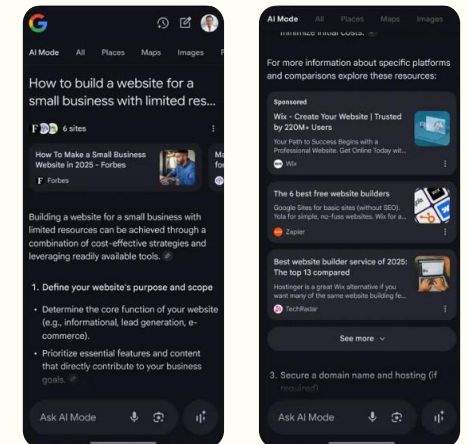 AI Mode All Places Maps Images
How to build a website for a
small business with limited res...
6 sites
How To Make a Small Business
Website in 2025 - Forbes
F Forbes
Building a website for a small business with
limited resources can be achieved through a
combination of cost-effective strategies and
leveraging readily available tools.
1. Define your website's purpose and scope
• Determine the core function of your website
(e.g., informational, lead generation, e-
commerce).
• Prioritize essential features and content
that directly contribute to your business
goals.
Ask AI Mode
AI Mode All Places Maps Images
minimize initial costs.
For more information about specific platforms
and comparisons explore these resources:
Sponsored
Wix - Create Your Website | Trusted
by 220M+ Users
Your Path to Success Begins with a
Professional Website. Get Online Today wit...
Wix
The 6 best free website builders
Google Sites for basic sites (without SEO).
Yola for simple, no-fuss websites. Wix for a...
Zapier
Best website builder service of 2025:
The top 13 compared
Hostinger is a great Wix alternative if you
want many of the same website building fe...
TechRadar
See more
3. Secure a domain name and hosting (if
required)
Ask AI Mode